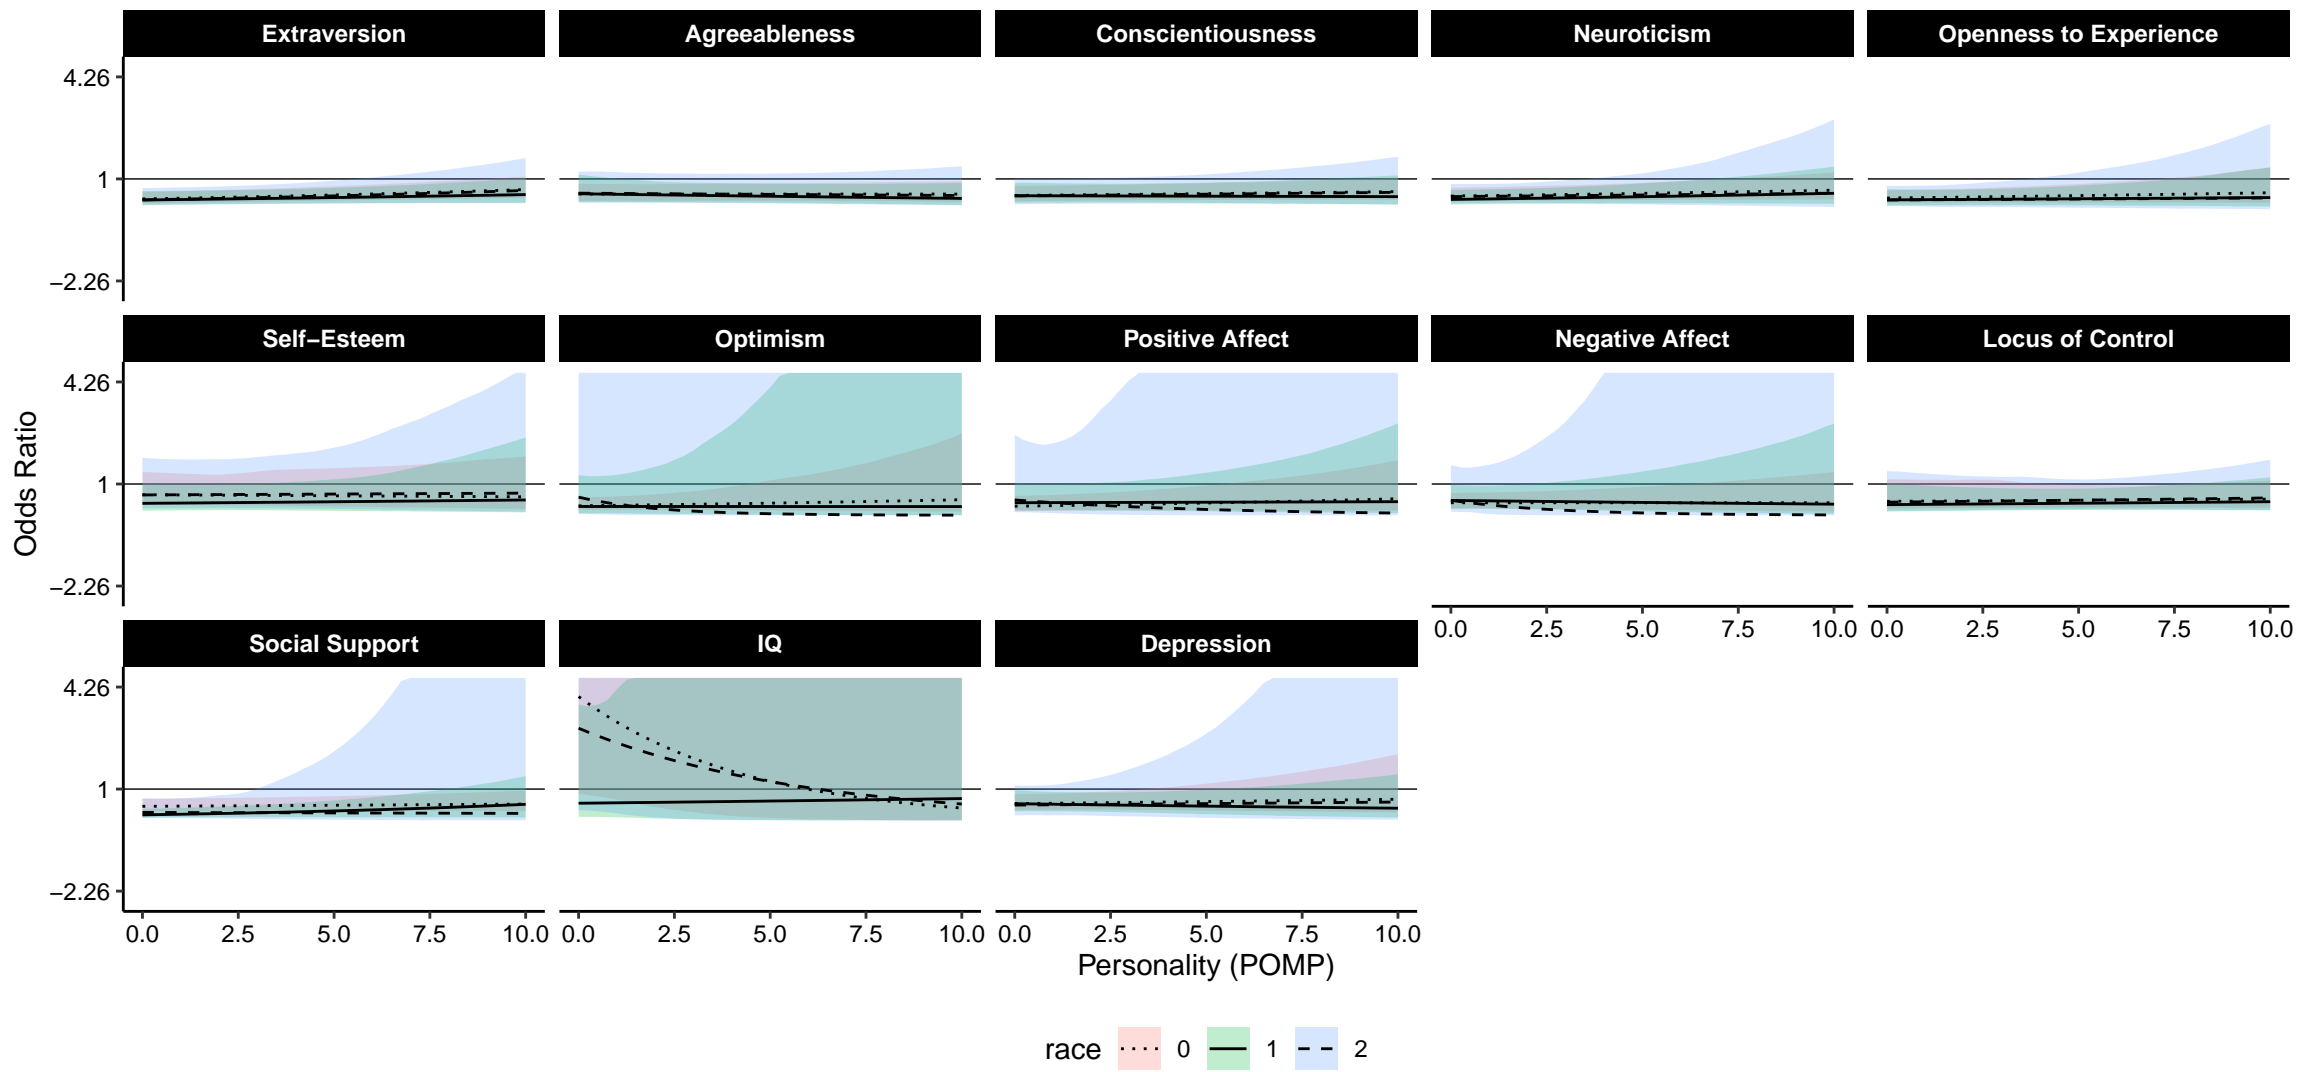 Extraversion Agreeableness Conscientiousness Neuroticism Openness to Experience
4.26
1
−2.26
Self−Esteem Optimism Positive Affect Negative Affect Locus of Control
4.26
1
−2.26
Odds Ratio
0.0 2.5 5.0 7.5 10.0 0.0 2.5 5.0 7.5 10.0
Social Support IQ Depression
4.26
1
−2.26
0.0 2.5 5.0 7.5 10.0 0.0 2.5 5.0 7.5 10.0 0.0 2.5 5.0 7.5 10.0
Personality (POMP)
race 0 1 2